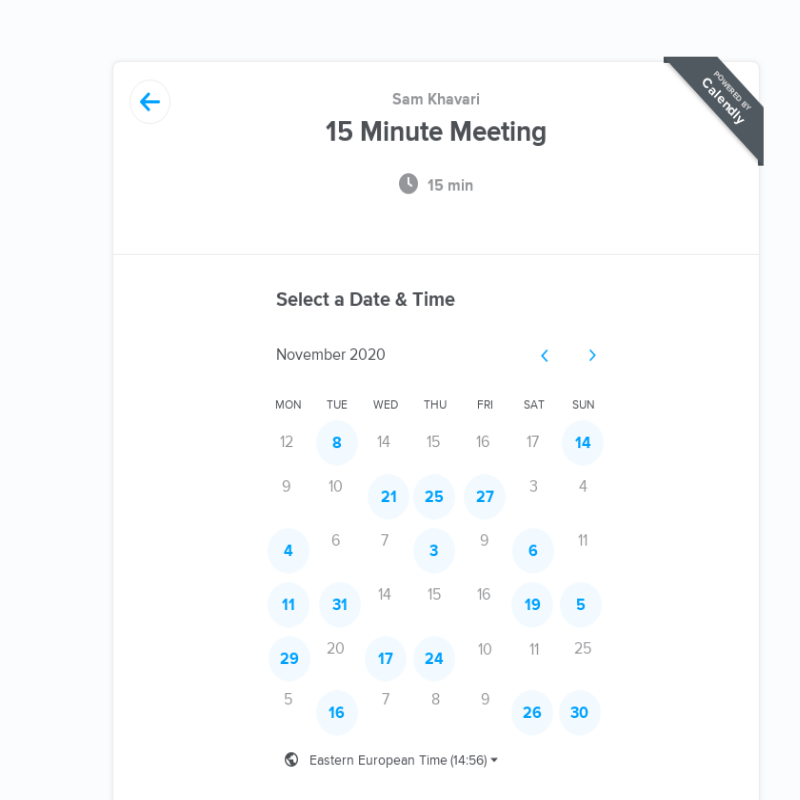 POWERED BY
Calendly
Sam Khavari
15 Minute Meeting
15 min
Select a Date & Time
November 2020
MON TUE WED THU FRI SAT SUN
12 8 14 15 16 17 14
9 10 21 25 27 3 4
4 6 7 3 9 6 11
11 31 14 15 16 19 5
29 20 17 24 10 11 25
5 16 7 8 9 26 30
Eastern European Time (14:56)